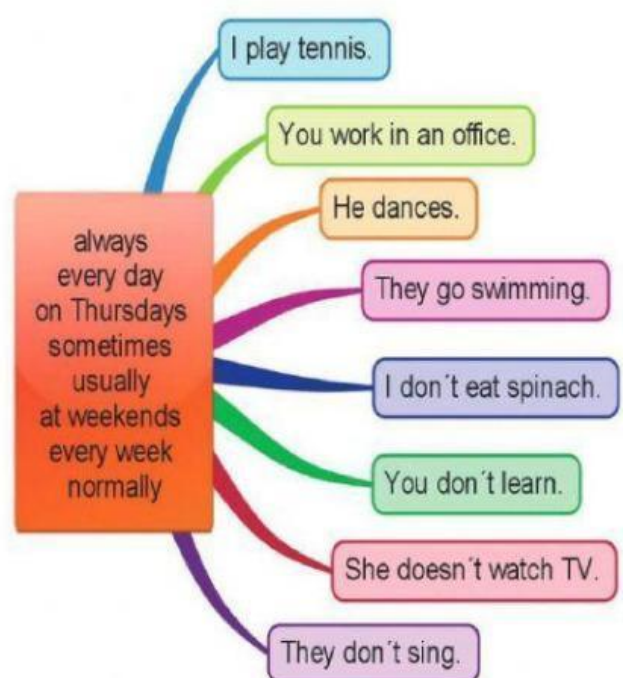 I play tennis.
You work in an office.
He dances.
They go swimming.
I don´t eat spinach.
You don´t learn.
She doesn´t watch TV.
They don´t sing.
always
every day
on Thursdays
sometimes
usually
at weekends
every week
normally